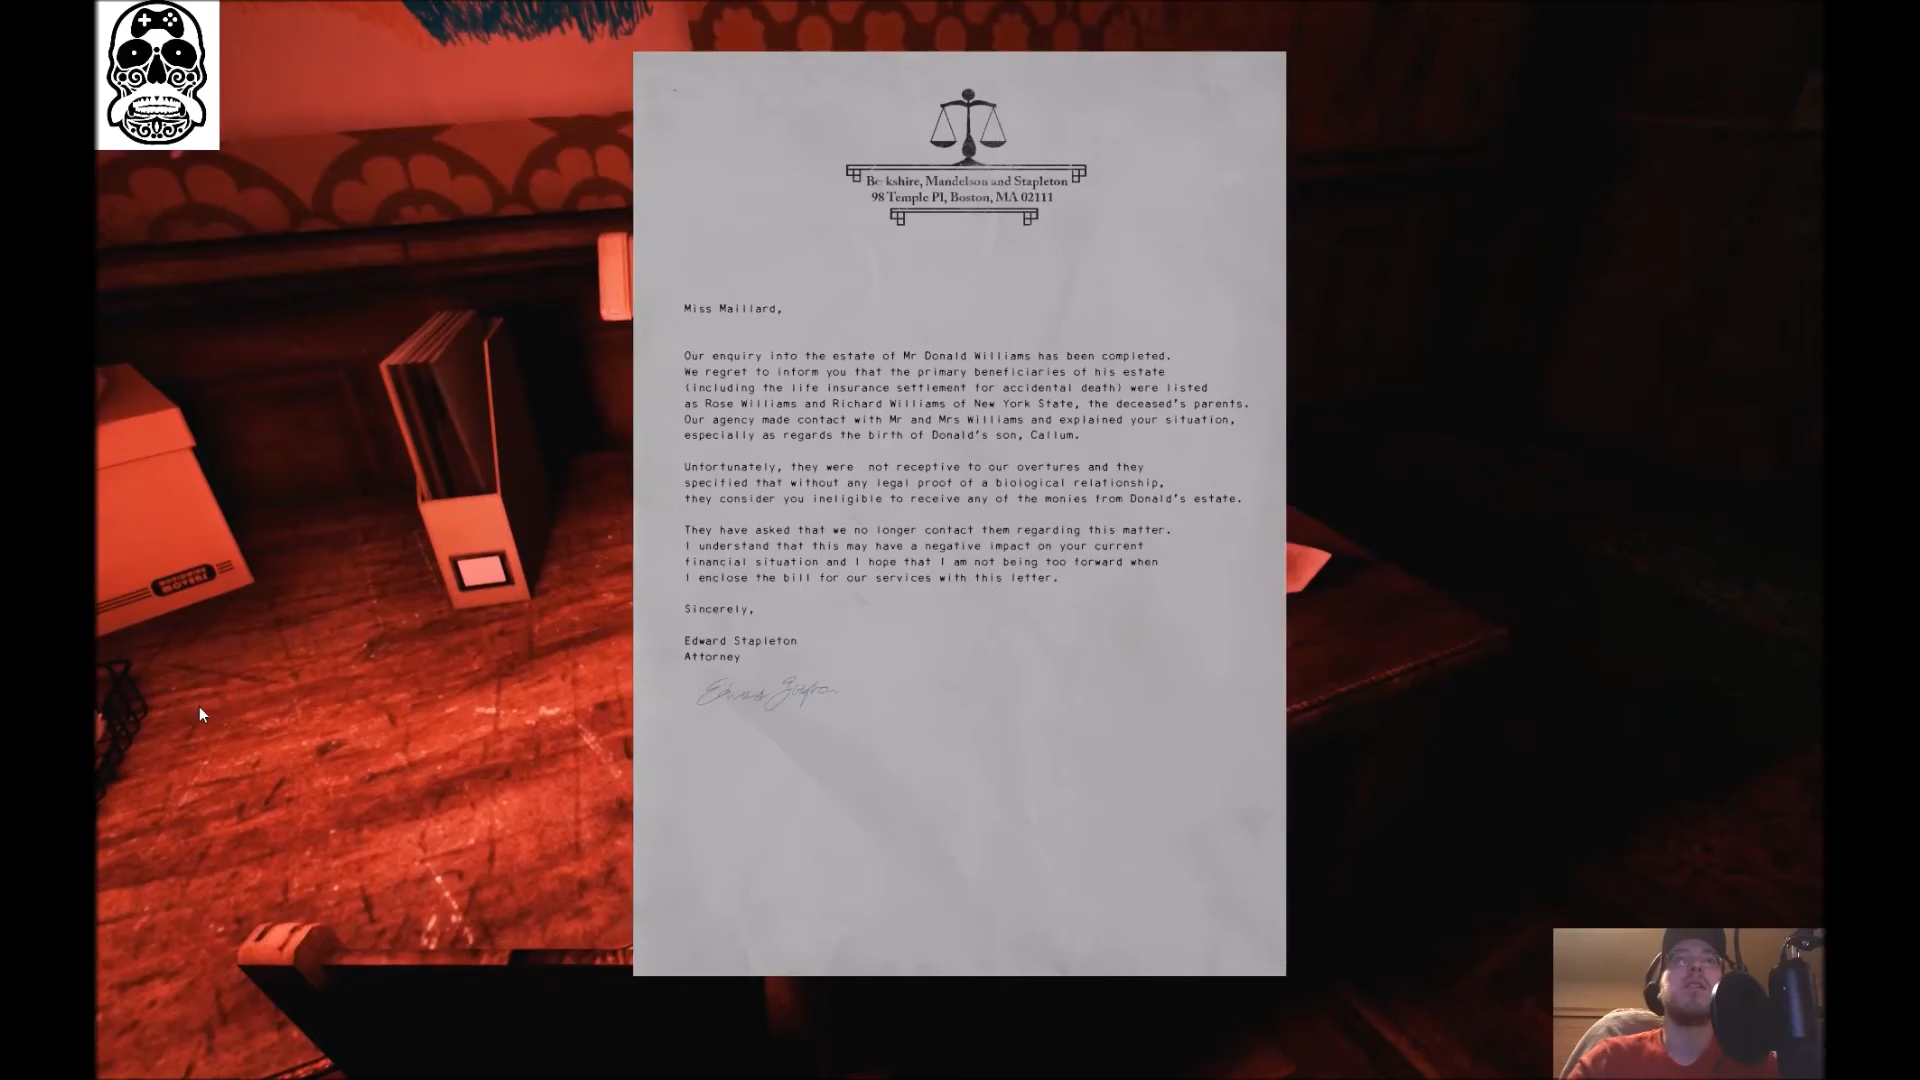 Berkshire, Mandelson and Stapleton
98 Temple Pl, Boston, MA 02111
Miss Maillard,
Our enquiry into the estate of Mr Donald Williams has been completed.
We regret to inform you that the primary beneficiaries of his estate
(including the life insurance settlement for accidental death) were listed
as Rose Williams and Richard Williams of New York State, the deceased's parents.
Our agency made contact with Mr and Mrs Williams and explained your situation,
especially as regards the birth of Donald's son, Callum.
Unfortunately, they were  not receptive to our overtures and they
specified that without any legal proof of a biological relationship,
they consider you ineligible to receive any of the monies from Donald's estate.
They have asked that we no longer contact them regarding this matter.
I understand that this may have a negative impact on your current
financial situation and I hope that I am not being too forward when
I enclose the bill for our services with this letter.
Sincerely,
Edward Stapleton
Attorney
MOVERS